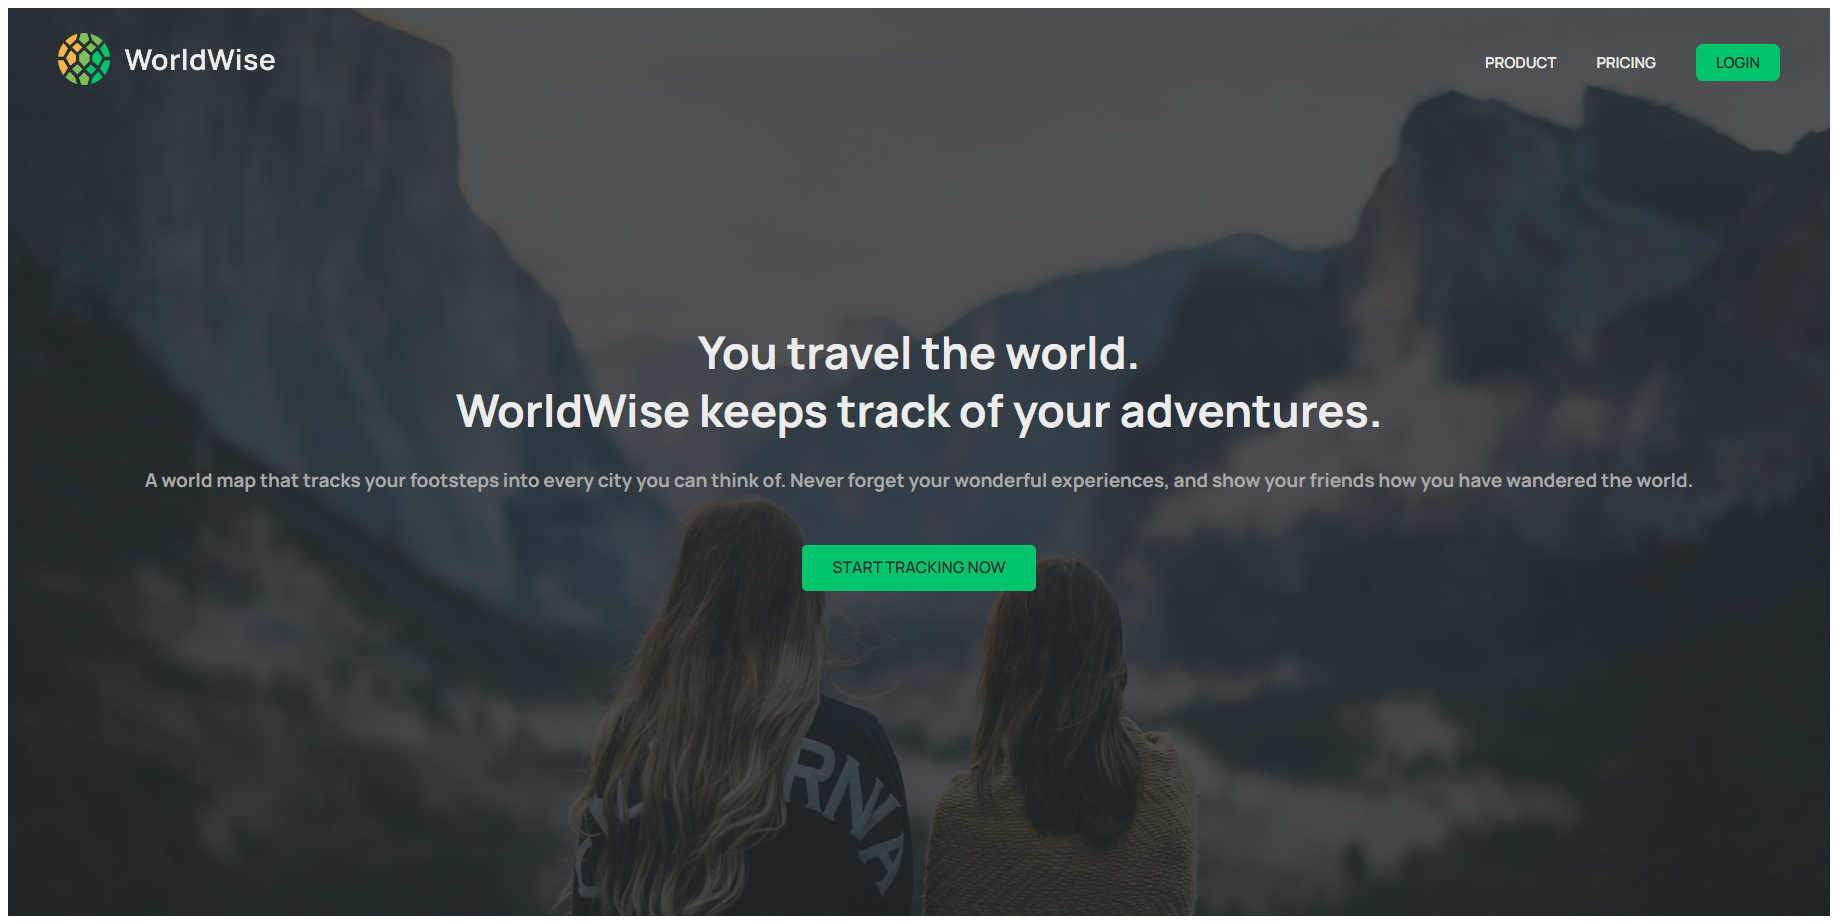 WorldWise
PRODUCT
PRICING
LOGIN
You travel the world.
WorldWise keeps track of your adventures.
A world map that tracks your footsteps into every city you can think of. Never forget your wonderful experiences, and show your friends how you have wandered the world.
START TRACKING NOW